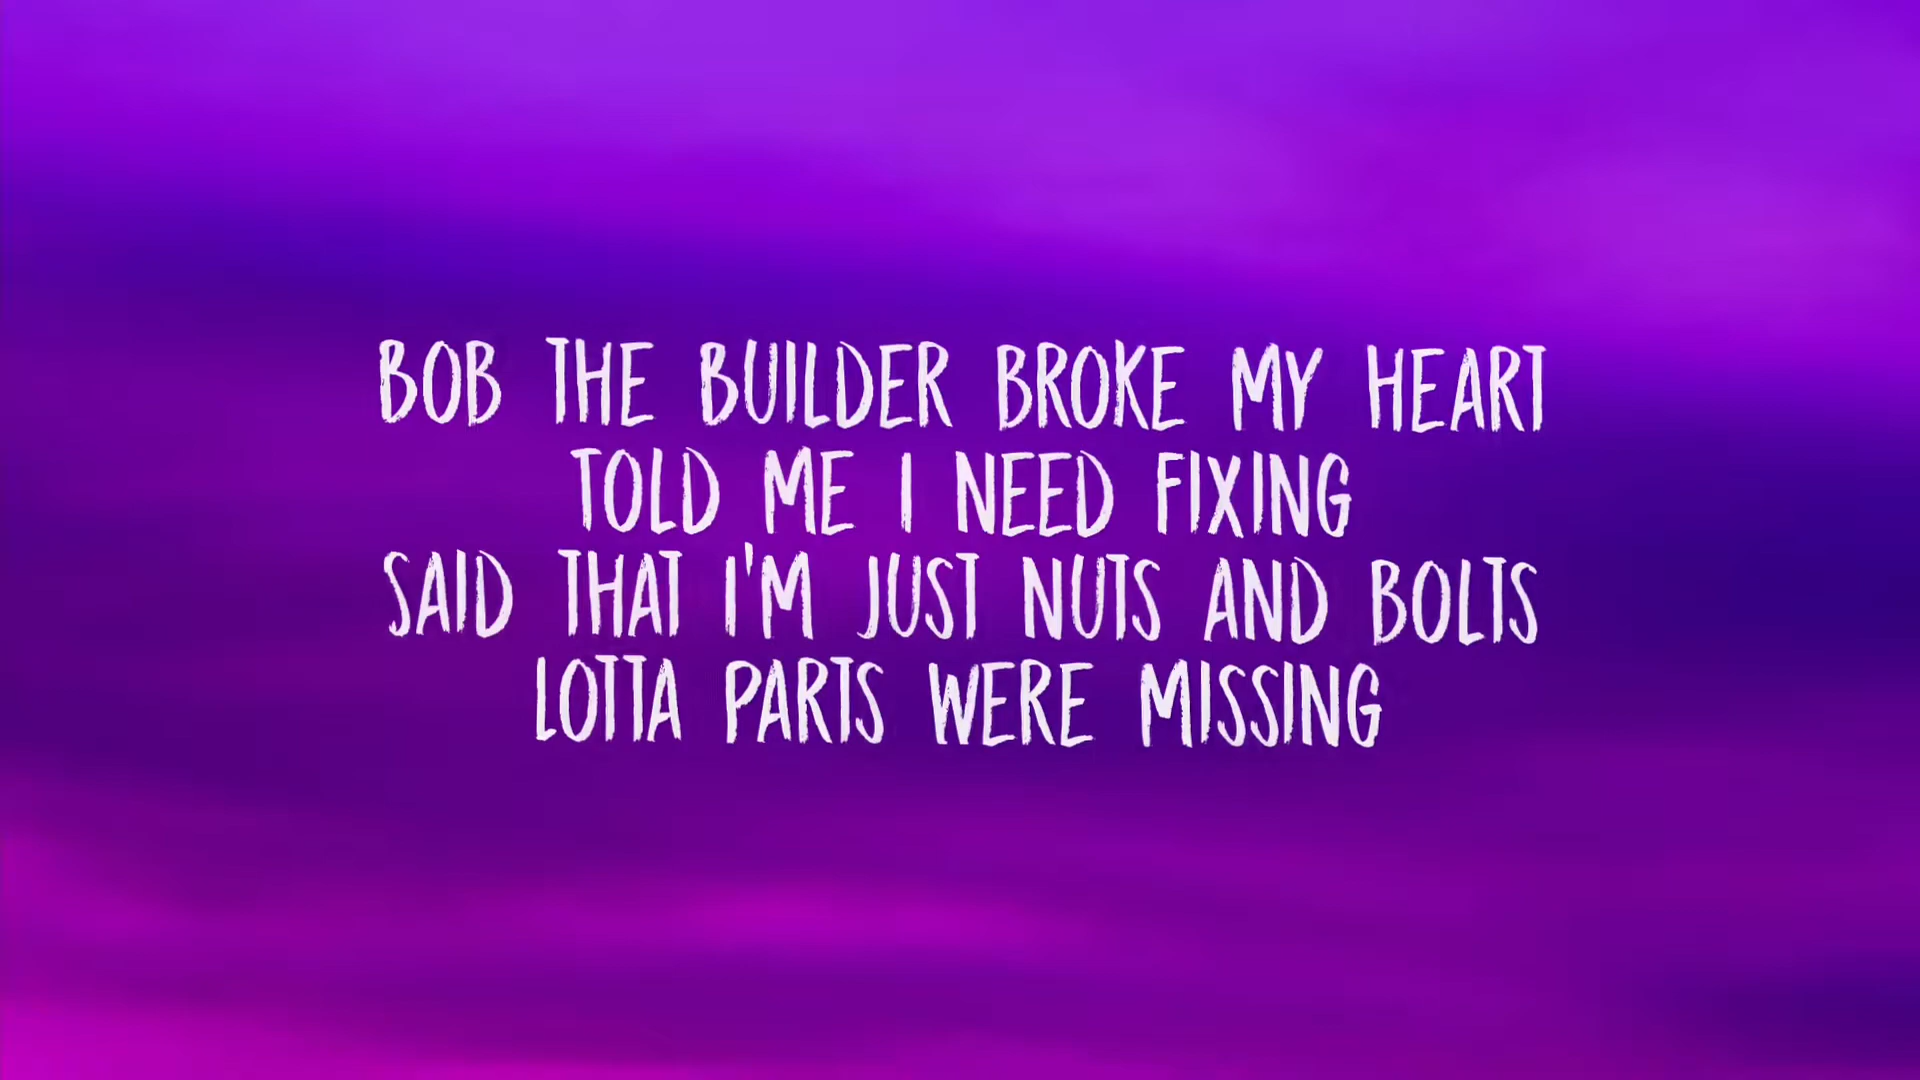 BOB THE BUILDER BROKE MY HEART
TOLD ME I NEED FIXING
SAID THAT I'M JUST NUTS AND BOLTS
LOTTA PARTS WERE MISSING